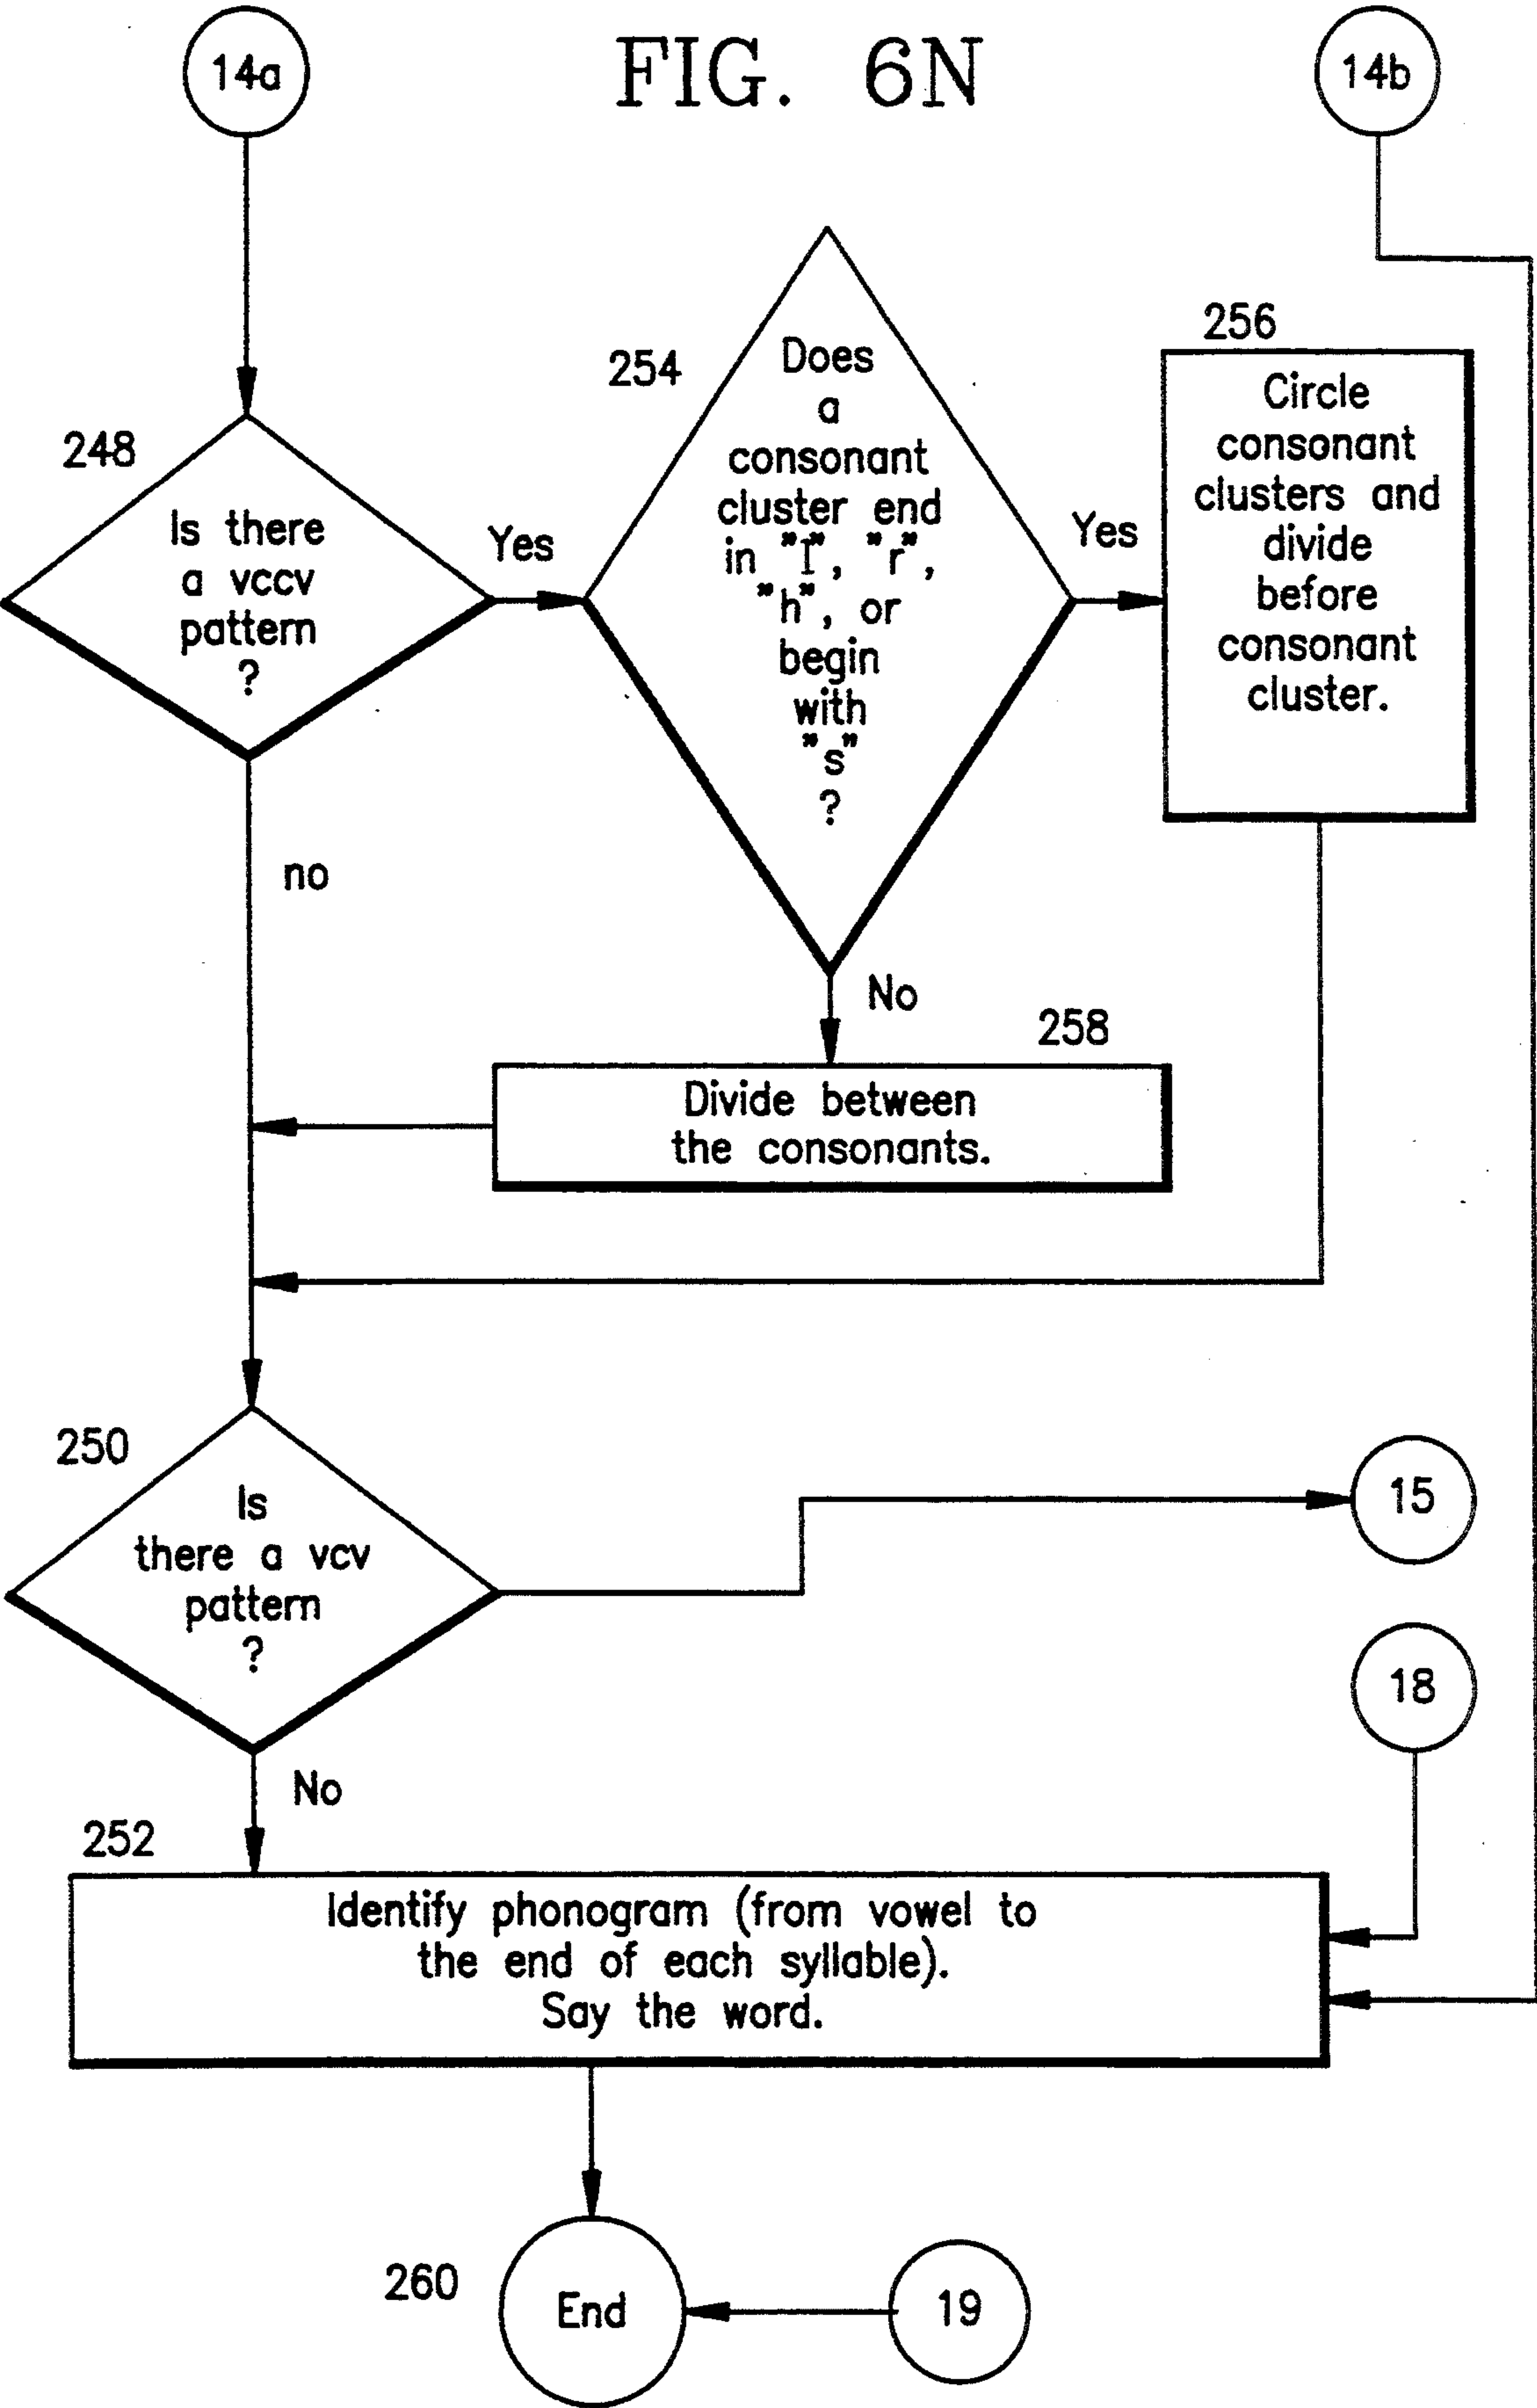 14a
FIG. 6N
14b
248
Is there
a vccv
pattern
?
Yes
254
Does
a
consonant
cluster end
in "l", "r",
"h", or
begin
with
"s"
?
Yes
256
Circle
consonant
clusters and
divide
before
consonant
cluster.
no
No
258
Divide between
the consonants.
250
Is
there a vcv
pattern
?
15
18
No
252
Identify phonogram (from vowel to
the end of each syllable).
Say the word.
260
End
19